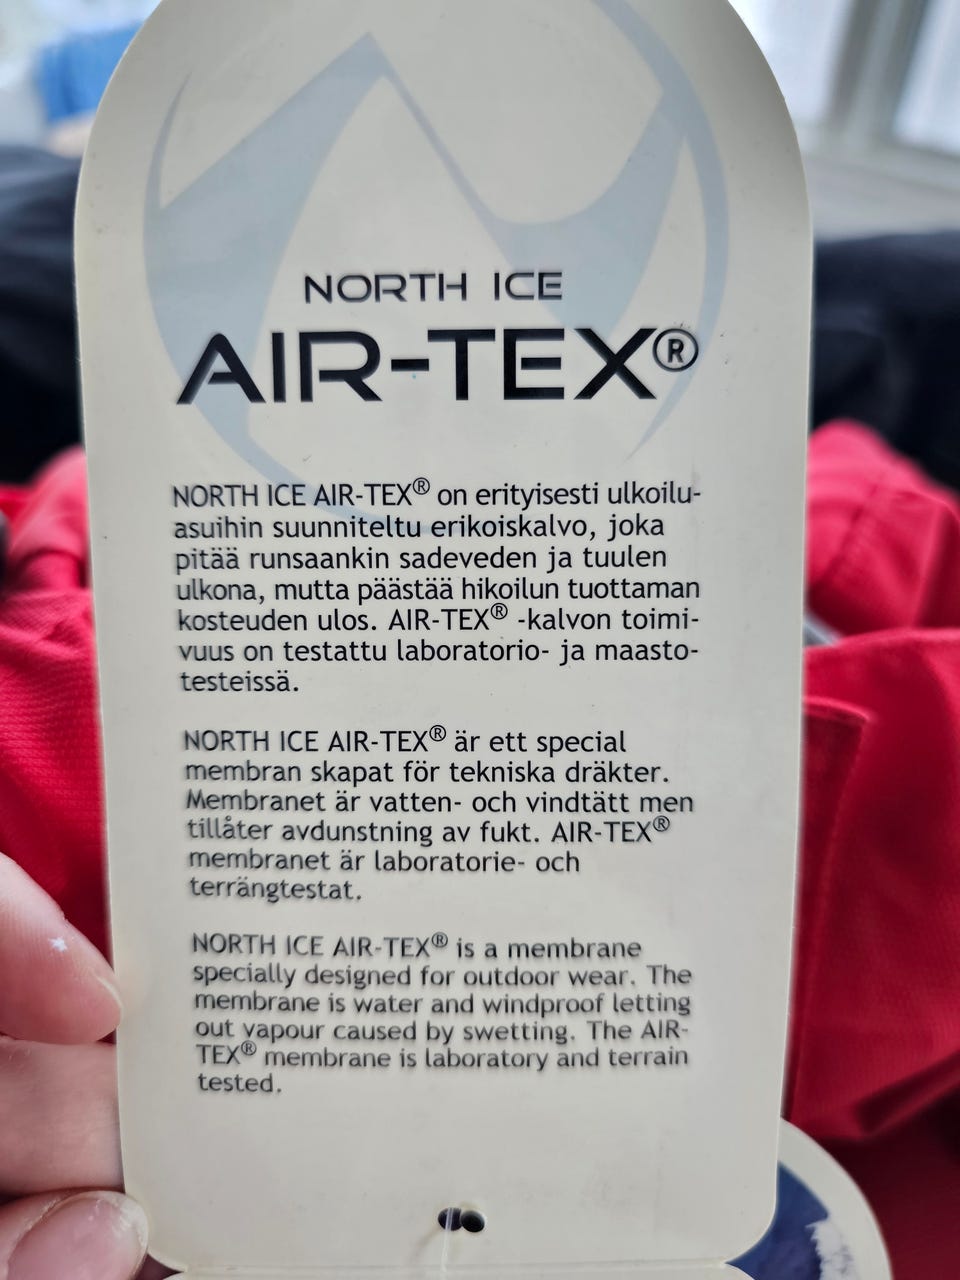 NORTH ICE
AIR-TEX®
NORTH ICE AIR-TEX® on erityisesti ulkoilu-
asuihin suunniteltu erikoiskalvo, joka
pitää runsaankin sadeveden ja tuulen
ulkona, mutta päästää hikoilun tuottaman
kosteuden ulos. AIR-TEX® -kalvon toimi-
vuus on testattu laboratorio- ja maasto-
testeissä.
NORTH ICE AIR-TEX® är ett special
membran skapat för tekniska dräkter.
Membranet är vatten- och vindtätt men
tillåter avdunstning av fukt. AIR-TEX®
membranet är laboratorie- och
terrängtestat.
NORTH ICE AIR-TEX® is a membrane
specially designed for outdoor wear. The
membrane is water and windproof letting
out vapour caused by swetting. The AIR-
TEX® membrane is laboratory and terrain
tested.